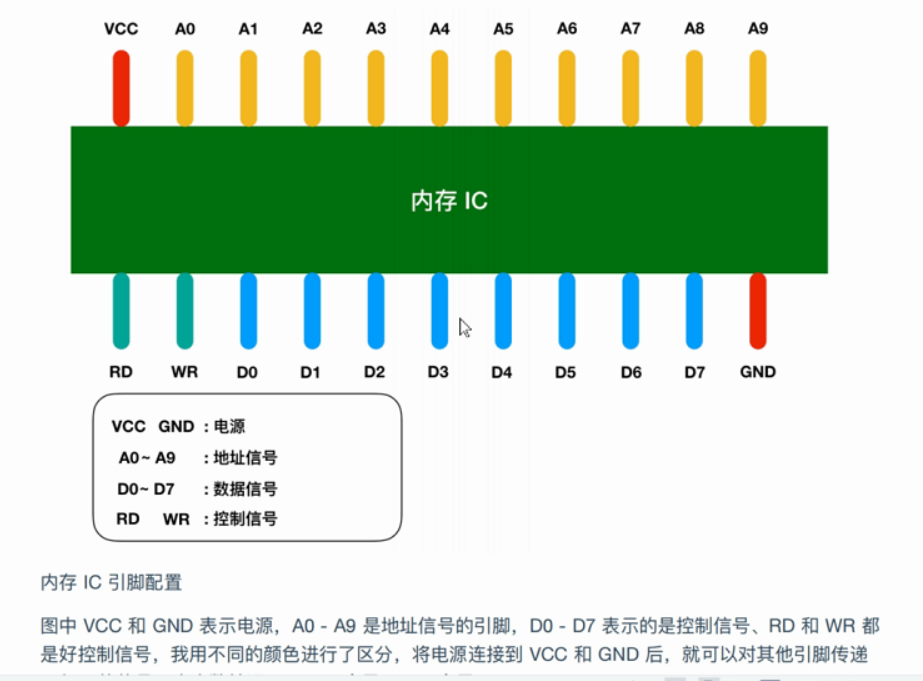 VCC A0 A1 A2 A3 A4 A5 A6 A7 A8 A9
内存 IC
RD WR D0 D1 D2 D3 D4 D5 D6 D7 GND
VCC GND : 电源
A0~ A9 : 地址信号
D0~ D7 : 数据信号
RD WR : 控制信号
内存 IC 引脚配置
图中 VCC 和 GND 表示电源，A0 - A9 是地址信号的引脚，D0 - D7 表示的是控制信号、RD 和 WR 都
是好控制信号，我用不同的颜色进行了区分，将电源连接到 VCC 和 GND 后，就可以对其他引脚传递